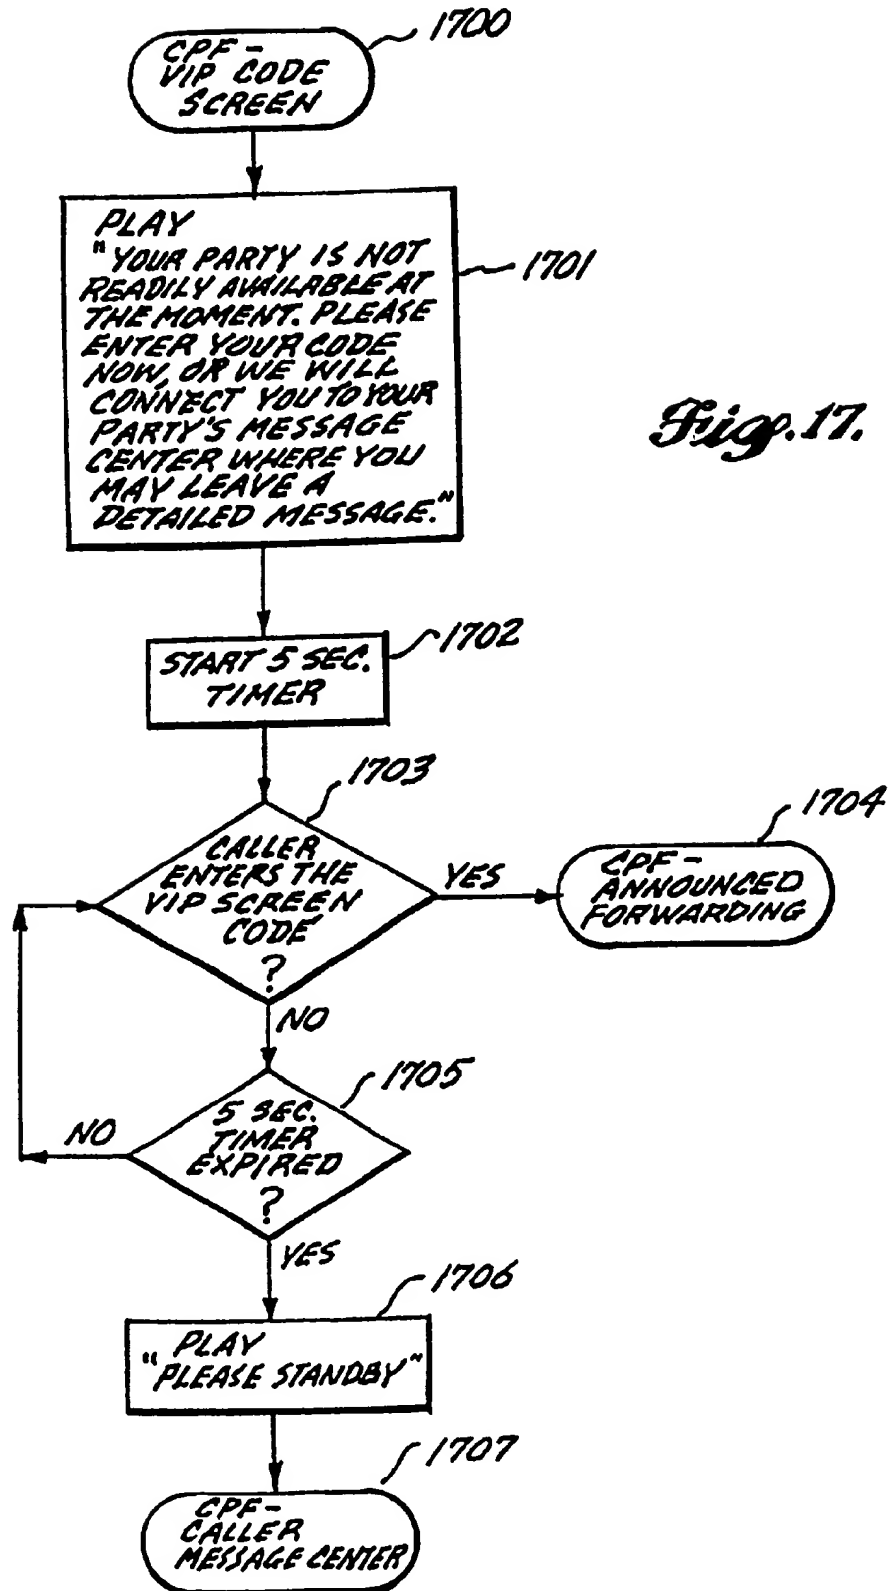 1700
CPF-
VIP CODE
SCREEN
PLAY
"YOUR PARTY IS NOT
READILY AVAILABLE AT
THE MOMENT. PLEASE
ENTER YOUR CODE
NOW, OR WE WILL
CONNECT YOU TO YOUR
PARTY'S MESSAGE
CENTER WHERE YOU
MAY LEAVE A
DETAILED MESSAGE."
1701
Fig. 17.
1702
START 5 SEC.
TIMER
1703
CALLER
ENTERS THE
VIP SCREEN
CODE
?
YES
1704
CPF-
ANNOUNCED
FORWARDING
NO
1705
5 SEC.
TIMER
EXPIRED
?
NO
YES
1706
PLAY
"PLEASE STANDBY"
1707
CPF-
CALLER
MESSAGE CENTER